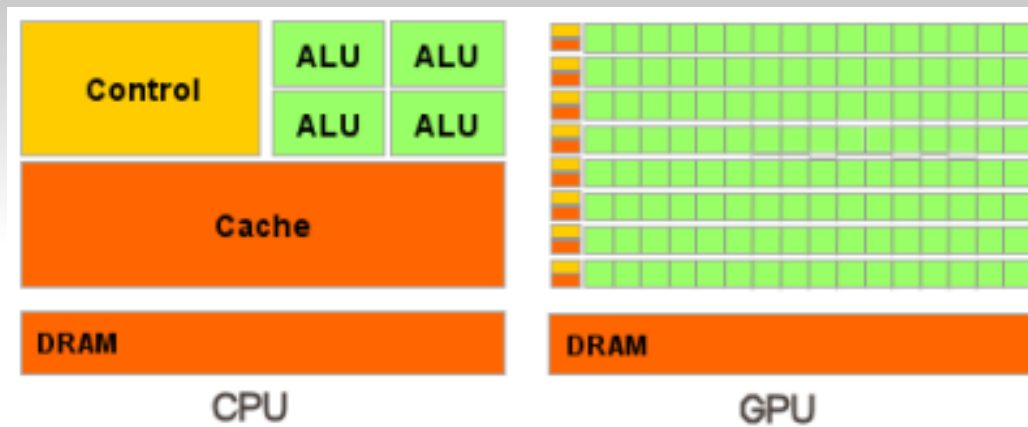 Control
ALU ALU
ALU ALU
Cache
DRAM
CPU
DRAM
GPU